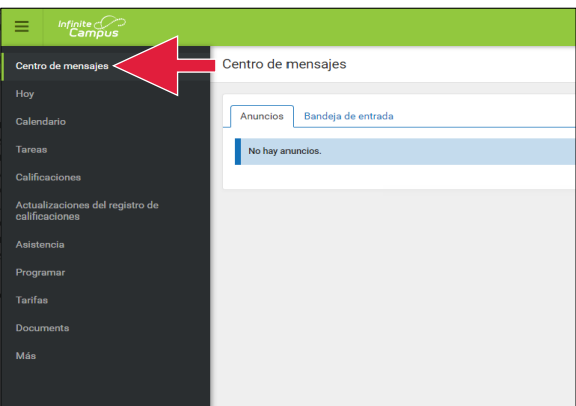 Infinite
Campus
Centro de mensajes
Centro de mensajes
Hoy
Anuncios Bandeja de entrada
Calendario
No hay anuncios.
Tareas
Calificaciones
Actualizaciones del registro de
calificaciones
Asistencia
Programar
Tarifas
Documents
Más